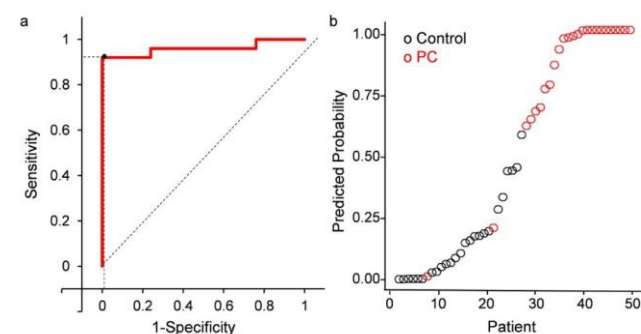 a
1
0.8
0.6
0.4
0.2
0
Sensitivity
0 0.2 0.4 0.6 0.8 1
1-Specificity
b
o Control
o PC
1.00
0.75
0.50
0.25
0.00
Predicted Probability
0 10 20 30 40 50
Patient